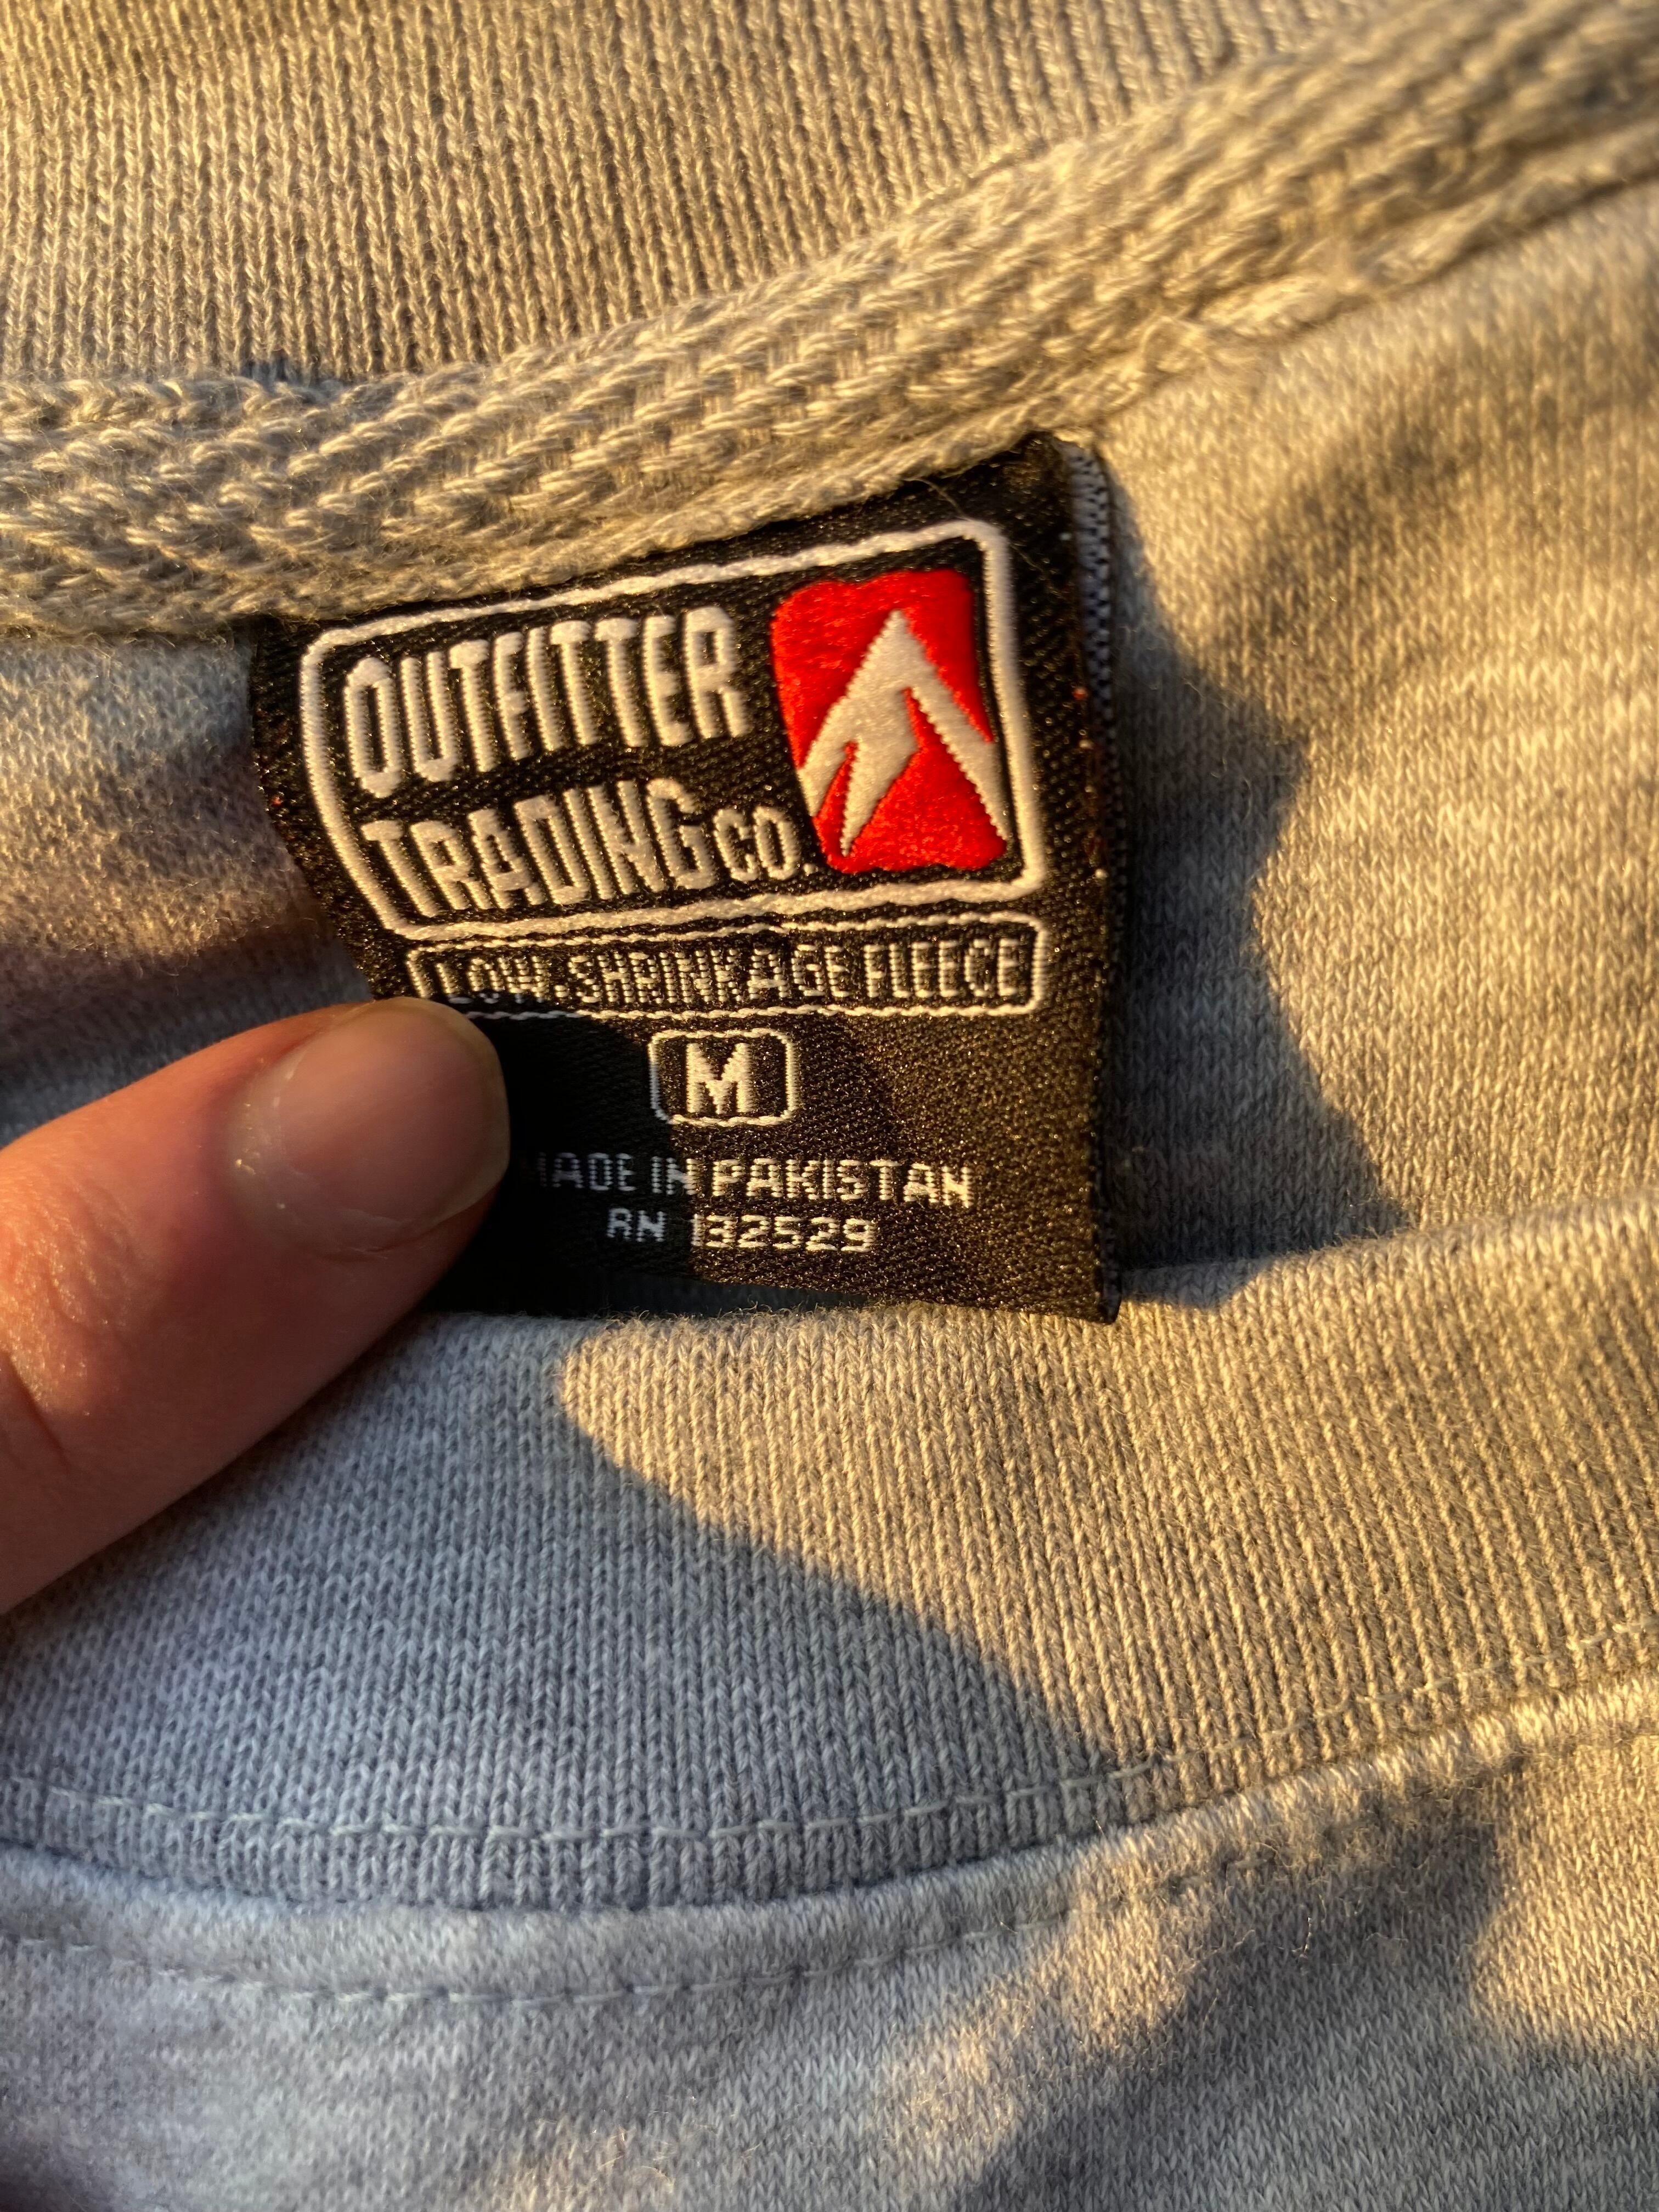 OUTFITTER
TRADING CO.
LOW-SHRINKAGE FLEECE
M
MADE IN PAKISTAN
RN 132529